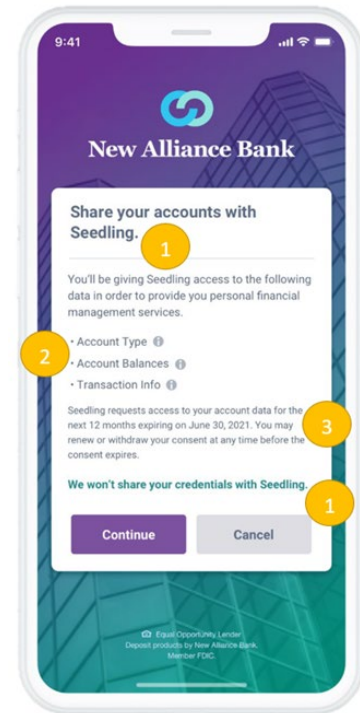 9:41
New Alliance Bank
Share your accounts with
Seedling.
1
You'll be giving Seedling access to the following
data in order to provide you personal financial
management services.
2
• Account Type
• Account Balances
• Transaction Info
Seedling requests access to your account data for the
next 12 months expiring on June 30, 2021. You may
renew or withdraw your consent at any time before the
consent expires.
3
We won't share your credentials with Seedling.
1
Continue
Cancel
Equal Opportunity Lender
Deposit products by New Alliance Bank.
Member FDIC.